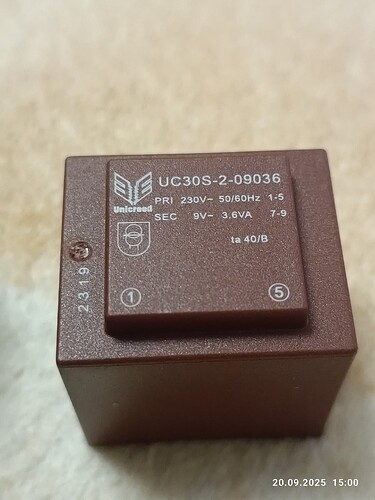 UC30S-2-09036
Unicreed
PRI 230V~ 50/60Hz 1-5
SEC 9V~ 3.6VA 7-9
ta 40/B
2319
1
5
20.09.2025 15:00